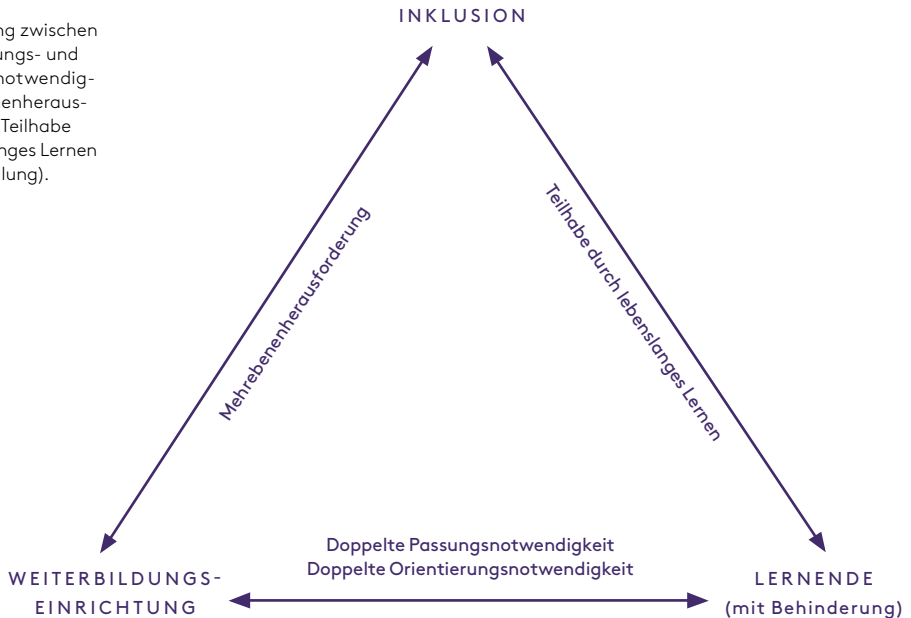 INKLUSION
ng zwischen
ungs- und
notwendig-
enheraus-
Teilhabe
nges Lernen
lung).
Mehrebenenherausforderung
Teilhabe durch lebenslanges Lernen
Doppelte Passungsnotwendigkeit
Doppelte Orientierungsnotwendigkeit
WEITERBILDUNGS-
EINRICHTUNG
LERNENDE
(mit Behinderung)